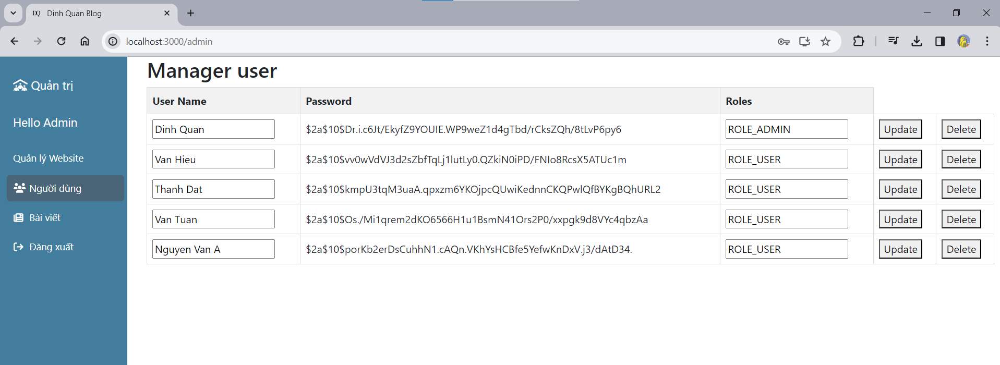 DQ Dinh Quan Blog
localhost:3000/admin
Quản trị
Hello Admin
Quản lý Website
Người dùng
Bài viết
Đăng xuất
Manager user
User Name Password Roles
Dinh Quan $2a$10$Dr.i.c6Jt/EkyfZ9YOUIE.WP9weZ1d4gTbd/rCksZQh/8tLvP6py6 ROLE_ADMIN Update Delete
Van Hieu $2a$10$vv0wVdVJ3d2sZbfTqLj1lutLy0.QZkiN0iPD/FNIo8RcsX5ATUc1m ROLE_USER Update Delete
Thanh Dat $2a$10$kmpU3tqM3uaA.qpxzm6YKOjpcQUwiKednnCKQPwlQfBYKgBQhURL2 ROLE_USER Update Delete
Van Tuan $2a$10$Os./Mi1qrem2dKO6566H1u1BsmN41Ors2P0/xxpgk9d8VYc4qbzAa ROLE_USER Update Delete
Nguyen Van A $2a$10$porKb2erDsCuhhN1.cAQn.VKhYsHCBfe5YefwKnDxV.j3/dAtD34. ROLE_USER Update Delete